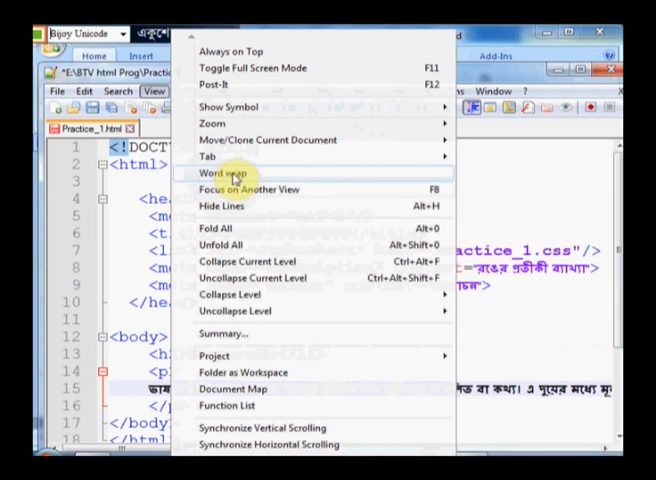 Bijoy Unicode
Home Insert Add-Ins
*E:\BTV html Prog\Practic
File Edit Search View Window ?
Practice_1.html
Always on Top
Toggle Full Screen Mode F11
Post-It F12
Show Symbol
Zoom
Move/Clone Current Document
Tab
Word wrap
Focus on Another View F8
Hide Lines Alt+H
Fold All Alt+0
Unfold All Alt+Shift+0
Collapse Current Level Ctrl+Alt+F
Uncollapse Current Level Ctrl+Alt+Shift+F
Collapse Level
Uncollapse Level
Summary...
Project
Folder as Workspace
Document Map
Function List
Synchronize Vertical Scrolling
Synchronize Horizontal Scrolling
1 <!DOCT
2 <html>
3
4 <he
5 <m
6 <t
7 <l actice_1.css"/>
8 <m ="রঙের প্রতীকী ব্যাখ্যা">
9 <m
10 </hea
11
12 <body>
13 <h
14 <p
15 ভাষ বা কথ্য। এ দুয়ের মধ্যে মূ
16 </
17 </body>
18 </html>